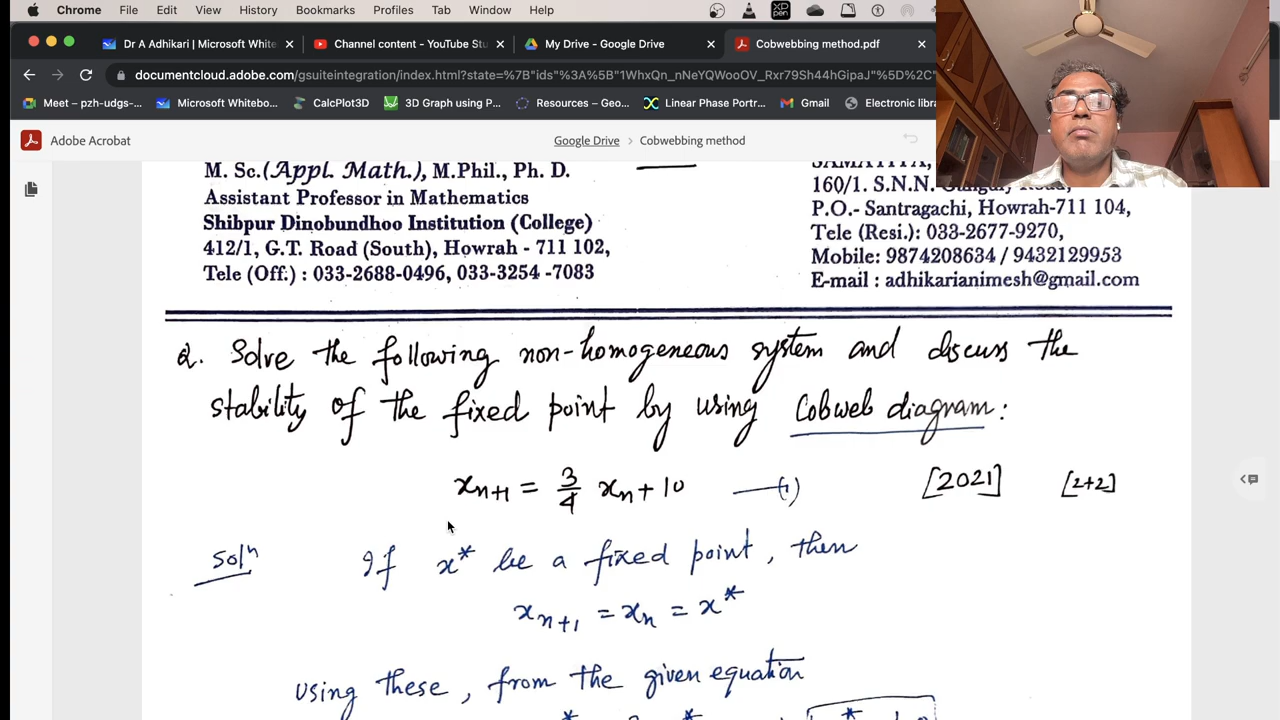 Chrome File Edit View History Bookmarks Profiles Tab Window Help
Dr A Adhikari | Microsoft White × Channel content - YouTube Stu × My Drive - Google Drive × Cobwebbing method.pdf ×
documentcloud.adobe.com/gsuiteintegration/index.html?state=%7B"ids"%3A%5B"1WhxQn_nNeYQWooOV_Rxr79Sh44hGipaJ"%5D%2C"
Meet – pzh-udgs-... Microsoft Whitebo... CalcPlot3D 3D Graph using P... Resources – Geo... Linear Phase Portr... Gmail Electronic libra
Adobe Acrobat Google Drive > Cobwebbing method
M. Sc.(Appl. Math.), M.Phil., Ph. D.
Assistant Professor in Mathematics
Shibpur Dinobundhoo Institution (College)
412/1, G.T. Road (South), Howrah - 711 102,
Tele (Off.) : 033-2688-0496, 033-3254 -7083
160/1. S.N.N.
P.O.- Santragachi, Howrah-711 104,
Tele (Resi.): 033-2677-9270,
Mobile: 9874208634 / 9432129953
E-mail : adhikarianimesh@gmail.com
Q. Solve the following non-homogeneous system and discuss the
stability of the fixed point by using Cobweb diagram:
xₙ₊₁ = 3/4 xₙ + 10 —(1) [2021] [2+2]
Solⁿ If x* be a fixed point, then
xₙ₊₁ = xₙ = x*
Using these, from the given equation